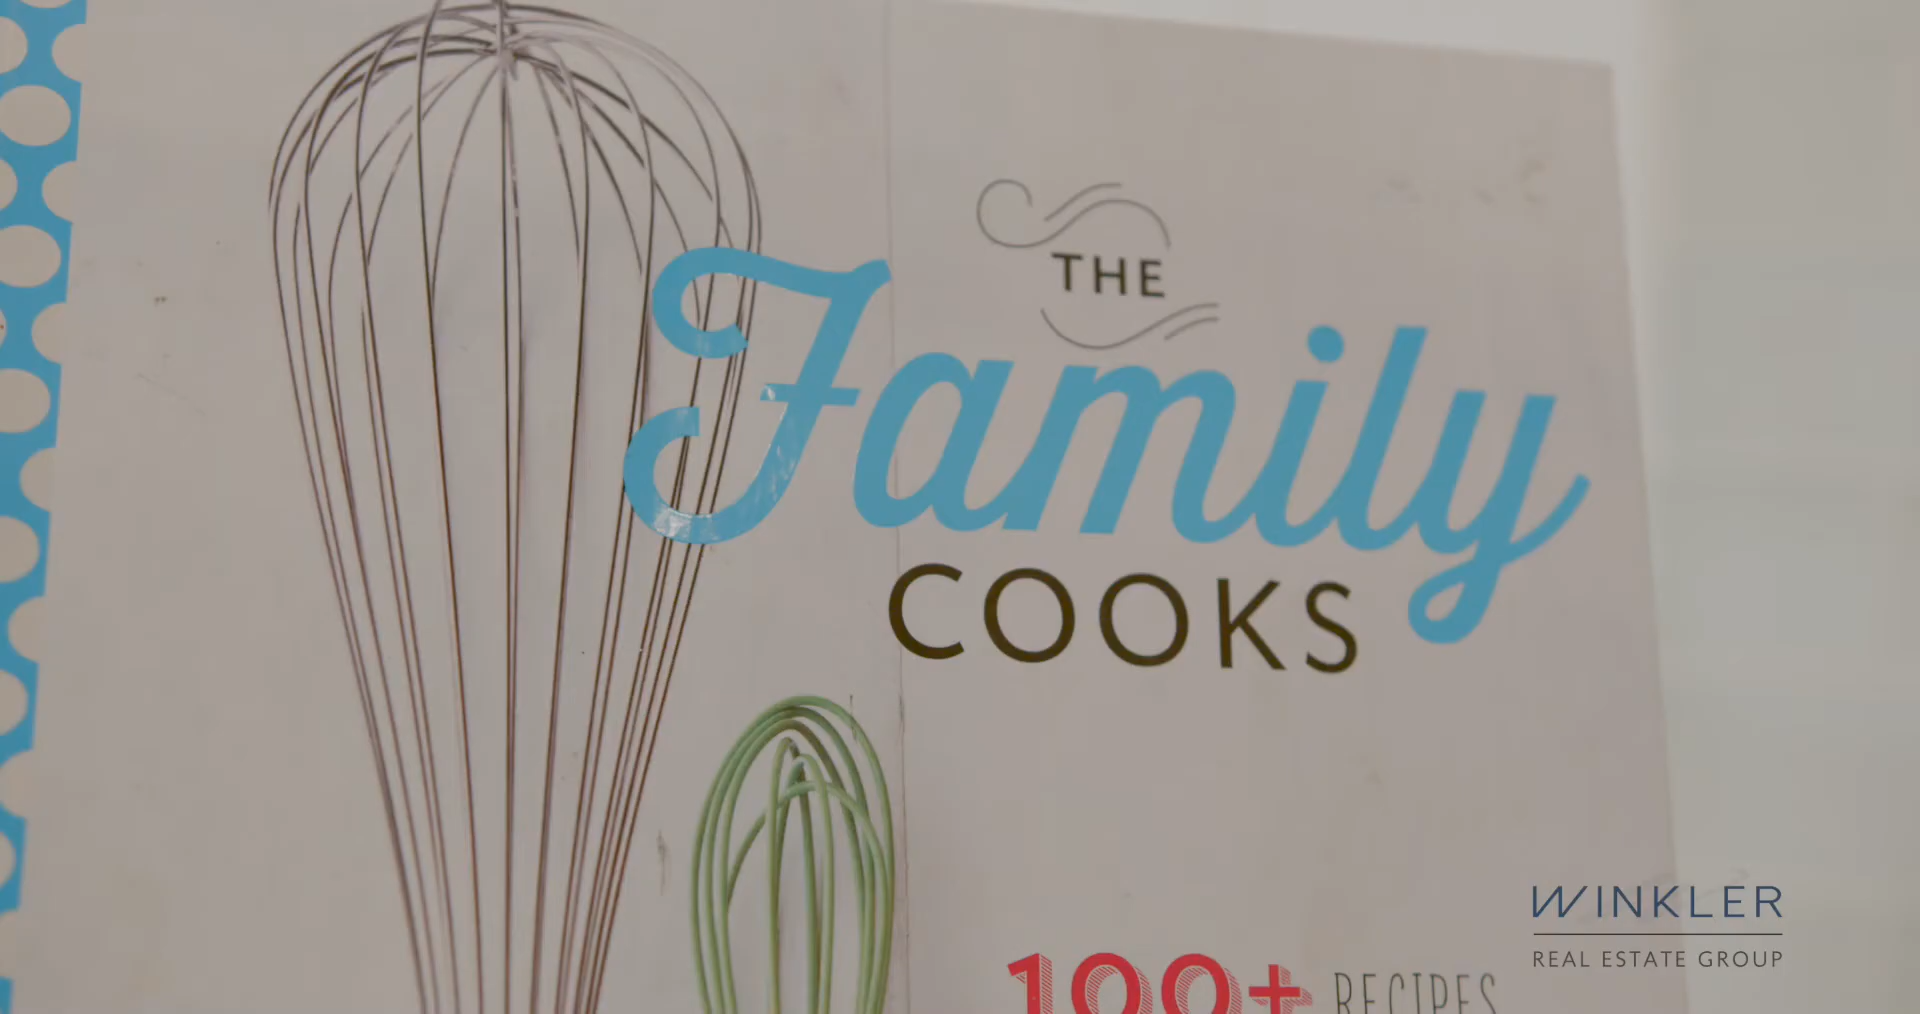 THE
Family
COOKS
100+ RECIPES
WINKLER
REAL ESTATE GROUP